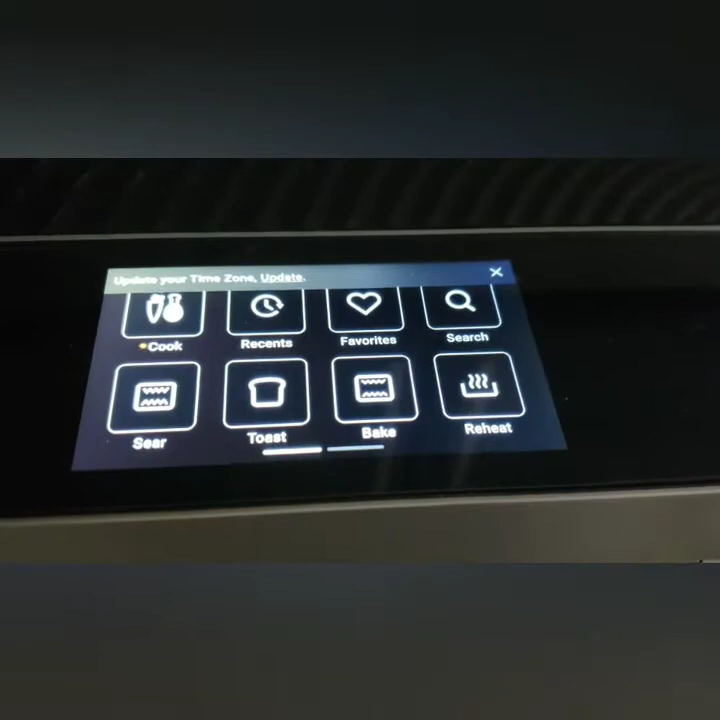 Update your Time Zone, Update.
Cook Recents Favorites Search
Sear Toast Bake Reheat